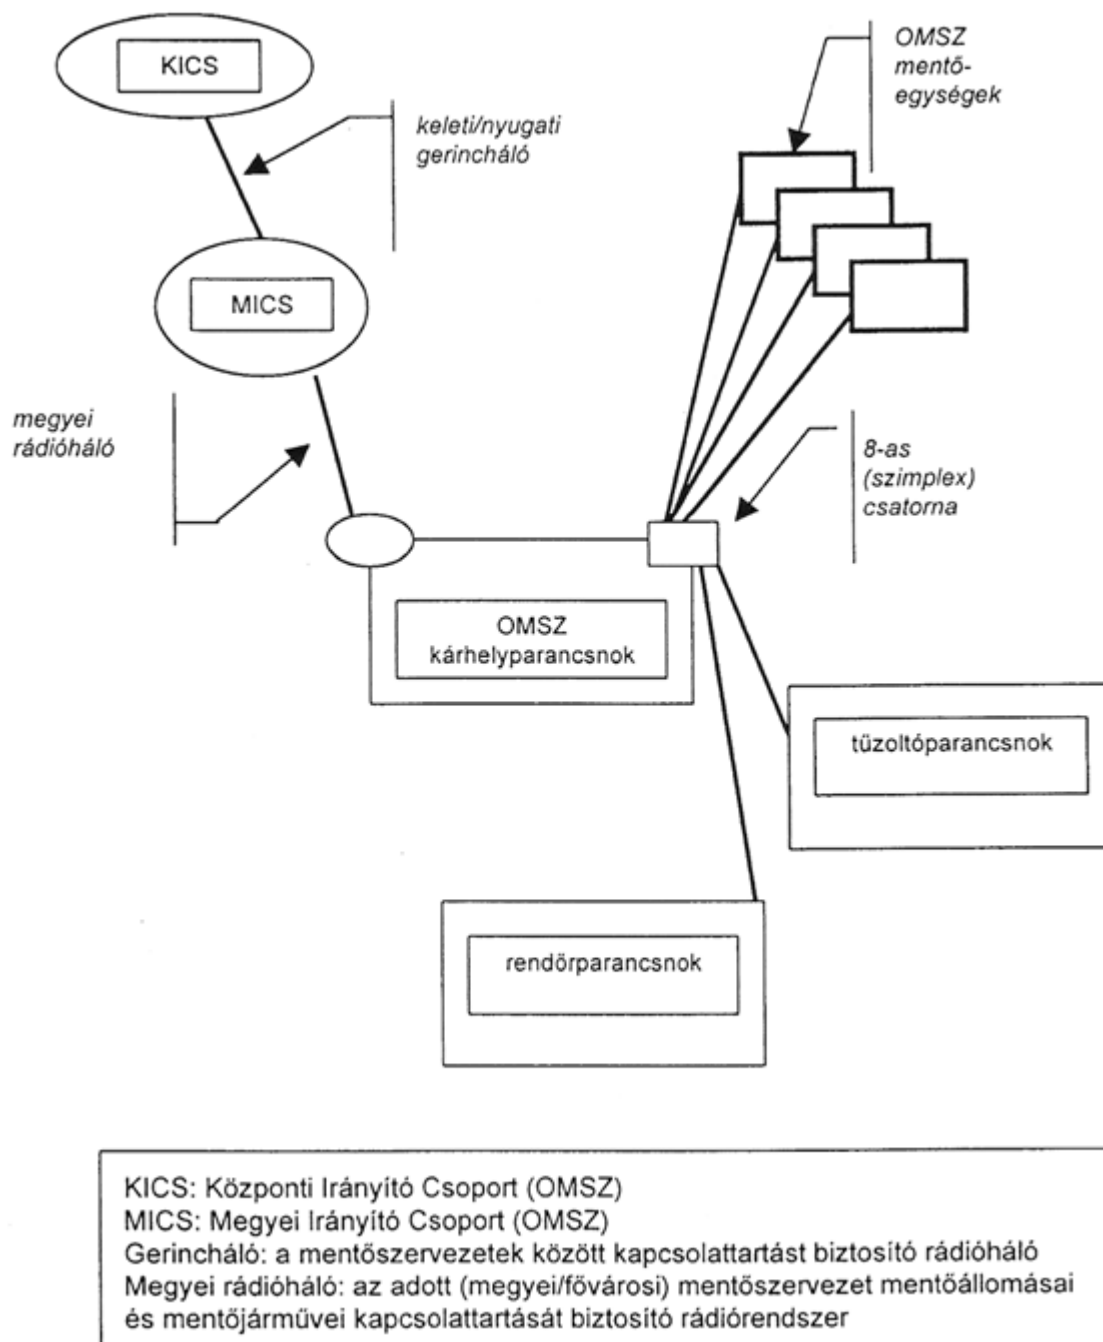 KICS
OMSZ
mentő-
egységek
keleti/nyugati
gerincháló
MICS
megyei
rádióháló
8-as
(szimplex)
csatorna
OMSZ
kárhelyparancsnok
tűzoltóparancsnok
rendőrparancsnok
KICS: Központi Irányító Csoport (OMSZ)
MICS: Megyei Irányító Csoport (OMSZ)
Gerincháló: a mentőszervezetek között kapcsolattartást biztosító rádióháló
Megyei rádióháló: az adott (megyei/fővárosi) mentőszervezet mentőállomásai
és mentőjárművei kapcsolattartását biztosító rádiórendszer